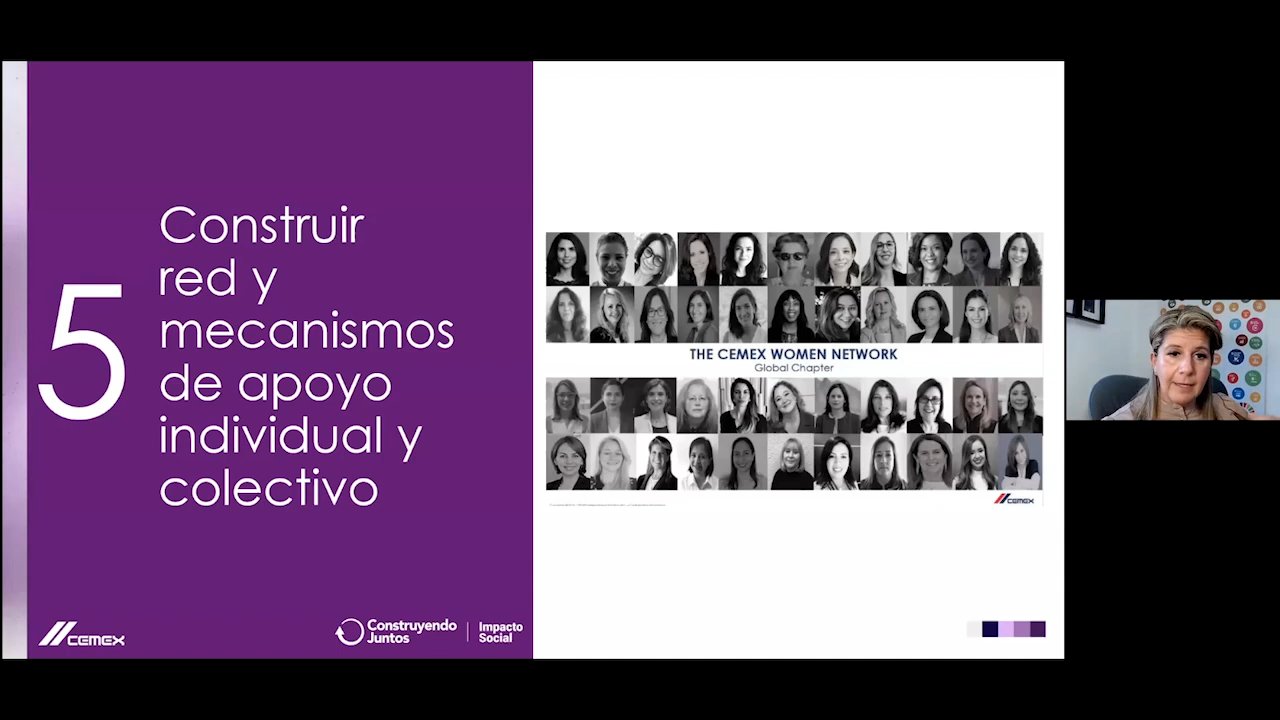 5
Construir
red y
mecanismos
de apoyo
individual y
colectivo
CEMEX
Construyendo
Juntos
Impacto
Social
THE CEMEX WOMEN NETWORK
Global Chapter
CEMEX